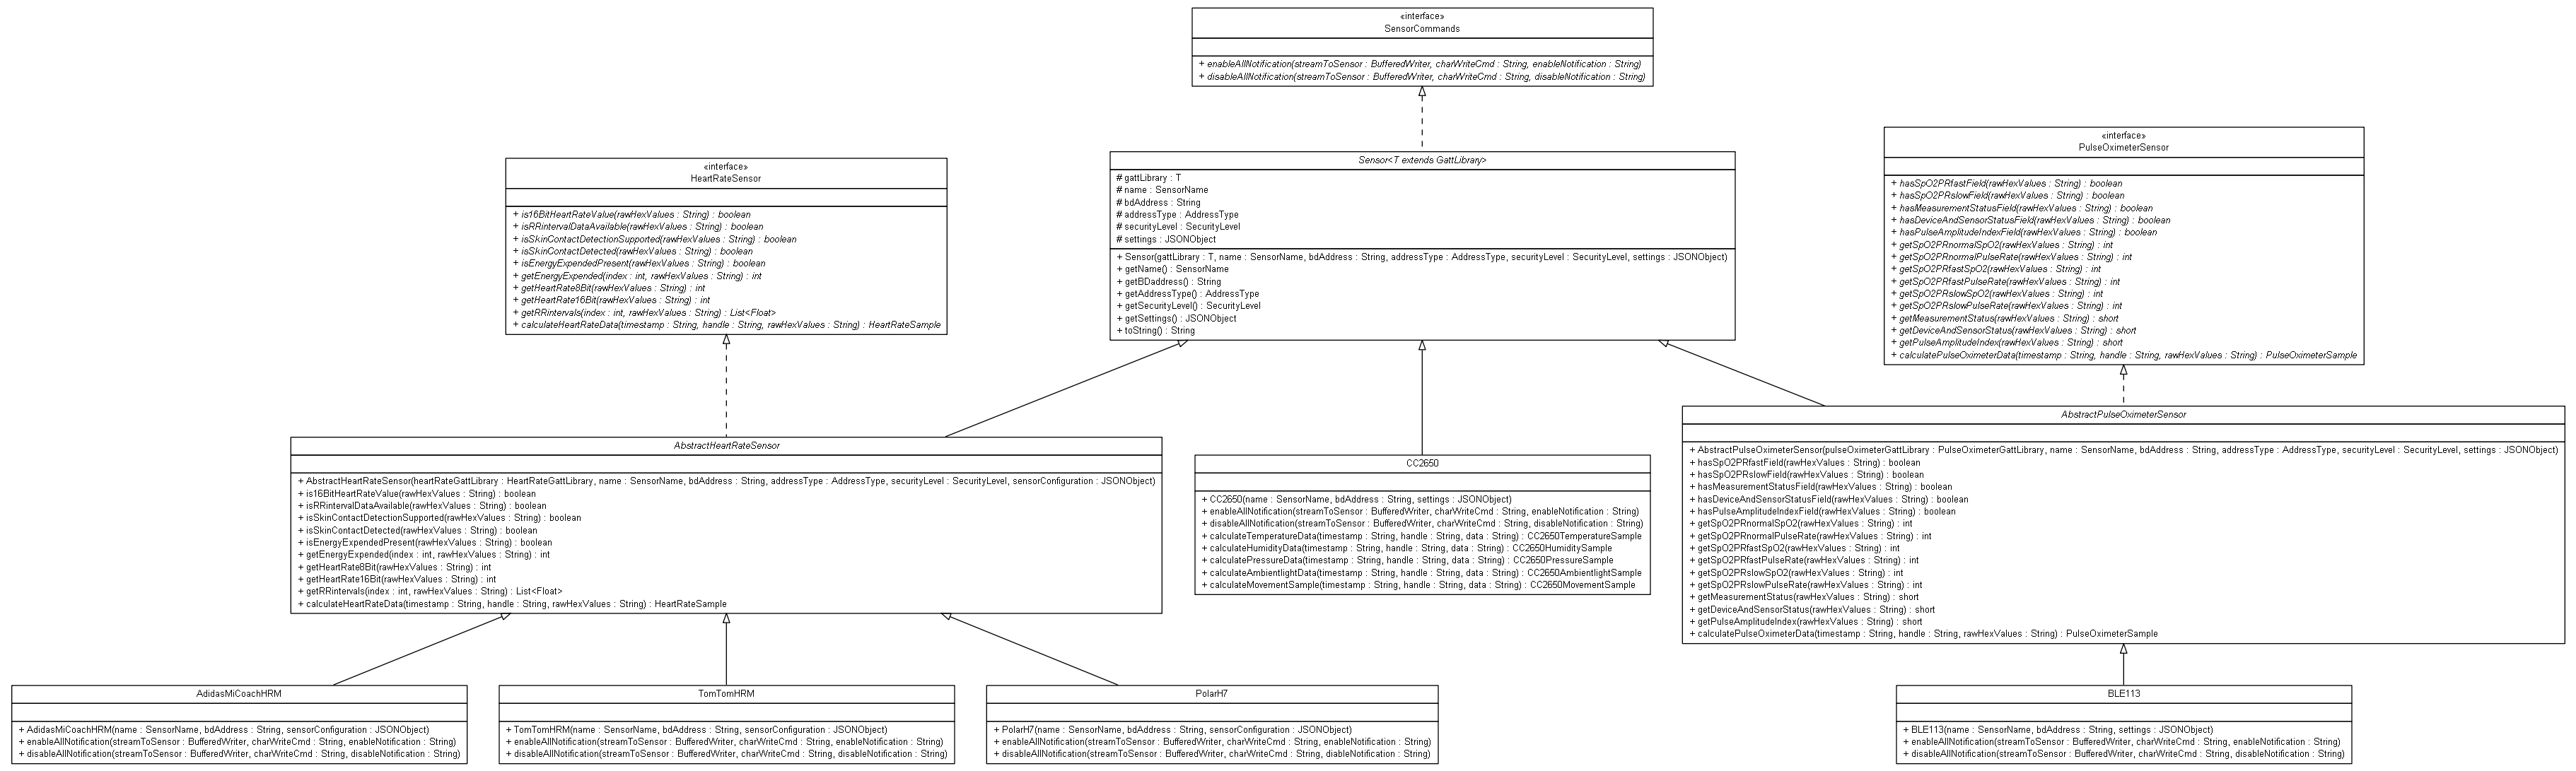 «interface»
SensorCommands
+ enableAllNotification(streamToSensor : BufferedWriter, charWriteCmd : String, enableNotification : String)
+ disableAllNotification(streamToSensor : BufferedWriter, charWriteCmd : String, disableNotification : String)
«interface»
HeartRateSensor
+ is16BitHeartRateValue(rawHexValues : String) : boolean
+ isRRintervalDataAvailable(rawHexValues : String) : boolean
+ isSkinContactDetectionSupported(rawHexValues : String) : boolean
+ isSkinContactDetected(rawHexValues : String) : boolean
+ isEnergyExpendedPresent(rawHexValues : String) : boolean
+ getEnergyExpended(index : int, rawHexValues : String) : int
+ getHeartRate8Bit(rawHexValues : String) : int
+ getHeartRate16Bit(rawHexValues : String) : int
+ getRRintervals(index : int, rawHexValues : String) : List<Float>
+ calculateHeartRateData(timestamp : String, handle : String, rawHexValues : String) : HeartRateSample
Sensor<T extends GattLibrary>
# gattLibrary : T
# name : SensorName
# bdAddress : String
# addressType : AddressType
# securityLevel : SecurityLevel
# settings : JSONObject
+ Sensor(gattLibrary : T, name : SensorName, bdAddress : String, addressType : AddressType, securityLevel : SecurityLevel, settings : JSONObject)
+ getName() : SensorName
+ getBDaddress() : String
+ getAddressType() : AddressType
+ getSecurityLevel() : SecurityLevel
+ getSettings() : JSONObject
+ toString() : String
«interface»
PulseOximeterSensor
+ hasSpO2PRfastField(rawHexValues : String) : boolean
+ hasSpO2PRslowField(rawHexValues : String) : boolean
+ hasMeasurementStatusField(rawHexValues : String) : boolean
+ hasDeviceAndSensorStatusField(rawHexValues : String) : boolean
+ hasPulseAmplitudeIndexField(rawHexValues : String) : boolean
+ getSpO2PRnormalSpO2(rawHexValues : String) : int
+ getSpO2PRnormalPulseRate(rawHexValues : String) : int
+ getSpO2PRfastSpO2(rawHexValues : String) : int
+ getSpO2PRfastPulseRate(rawHexValues : String) : int
+ getSpO2PRslowSpO2(rawHexValues : String) : int
+ getSpO2PRslowPulseRate(rawHexValues : String) : int
+ getMeasurementStatus(rawHexValues : String) : short
+ getDeviceAndSensorStatus(rawHexValues : String) : short
+ getPulseAmplitudeIndex(rawHexValues : String) : short
+ calculatePulseOximeterData(timestamp : String, handle : String, rawHexValues : String) : PulseOximeterSample
AbstractHeartRateSensor
+ AbstractHeartRateSensor(heartRateGattLibrary : HeartRateGattLibrary, name : SensorName, bdAddress : String, addressType : AddressType, securityLevel : SecurityLevel, sensorConfiguration : JSONObject)
+ is16BitHeartRateValue(rawHexValues : String) : boolean
+ isRRintervalDataAvailable(rawHexValues : String) : boolean
+ isSkinContactDetectionSupported(rawHexValues : String) : boolean
+ isSkinContactDetected(rawHexValues : String) : boolean
+ isEnergyExpendedPresent(rawHexValues : String) : boolean
+ getEnergyExpended(index : int, rawHexValues : String) : int
+ getHeartRate8Bit(rawHexValues : String) : int
+ getHeartRate16Bit(rawHexValues : String) : int
+ getRRintervals(index : int, rawHexValues : String) : List<Float>
+ calculateHeartRateData(timestamp : String, handle : String, rawHexValues : String) : HeartRateSample
CC2650
+ CC2650(name : SensorName, bdAddress : String, settings : JSONObject)
+ enableAllNotification(streamToSensor : BufferedWriter, charWriteCmd : String, enableNotification : String)
+ disableAllNotification(streamToSensor : BufferedWriter, charWriteCmd : String, disableNotification : String)
+ calculateTemperatureData(timestamp : String, handle : String, data : String) : CC2650TemperatureSample
+ calculateHumidityData(timestamp : String, handle : String, data : String) : CC2650HumiditySample
+ calculatePressureData(timestamp : String, handle : String, data : String) : CC2650PressureSample
+ calculateAmbientlightData(timestamp : String, handle : String, data : String) : CC2650AmbientlightSample
+ calculateMovementSample(timestamp : String, handle : String, data : String) : CC2650MovementSample
AbstractPulseOximeterSensor
+ AbstractPulseOximeterSensor(pulseOximeterGattLibrary : PulseOximeterGattLibrary, name : SensorName, bdAddress : String, addressType : AddressType, securityLevel : SecurityLevel, settings : JSONObject)
+ hasSpO2PRfastField(rawHexValues : String) : boolean
+ hasSpO2PRslowField(rawHexValues : String) : boolean
+ hasMeasurementStatusField(rawHexValues : String) : boolean
+ hasDeviceAndSensorStatusField(rawHexValues : String) : boolean
+ hasPulseAmplitudeIndexField(rawHexValues : String) : boolean
+ getSpO2PRnormalSpO2(rawHexValues : String) : int
+ getSpO2PRnormalPulseRate(rawHexValues : String) : int
+ getSpO2PRfastSpO2(rawHexValues : String) : int
+ getSpO2PRfastPulseRate(rawHexValues : String) : int
+ getSpO2PRslowSpO2(rawHexValues : String) : int
+ getSpO2PRslowPulseRate(rawHexValues : String) : int
+ getMeasurementStatus(rawHexValues : String) : short
+ getDeviceAndSensorStatus(rawHexValues : String) : short
+ getPulseAmplitudeIndex(rawHexValues : String) : short
+ calculatePulseOximeterData(timestamp : String, handle : String, rawHexValues : String) : PulseOximeterSample
AdidasMiCoachHRM
+ AdidasMiCoachHRM(name : SensorName, bdAddress : String, sensorConfiguration : JSONObject)
+ enableAllNotification(streamToSensor : BufferedWriter, charWriteCmd : String, enableNotification : String)
+ disableAllNotification(streamToSensor : BufferedWriter, charWriteCmd : String, disableNotification : String)
TomTomHRM
+ TomTomHRM(name : SensorName, bdAddress : String, sensorConfiguration : JSONObject)
+ enableAllNotification(streamToSensor : BufferedWriter, charWriteCmd : String, enableNotification : String)
+ disableAllNotification(streamToSensor : BufferedWriter, charWriteCmd : String, disableNotification : String)
PolarH7
+ PolarH7(name : SensorName, bdAddress : String, sensorConfiguration : JSONObject)
+ enableAllNotification(streamToSensor : BufferedWriter, charWriteCmd : String, enableNotification : String)
+ disableAllNotification(streamToSensor : BufferedWriter, charWriteCmd : String, diableNotification : String)
BLE113
+ BLE113(name : SensorName, bdAddress : String, settings : JSONObject)
+ enableAllNotification(streamToSensor : BufferedWriter, charWriteCmd : String, enableNotification : String)
+ disableAllNotification(streamToSensor : BufferedWriter, charWriteCmd : String, disableNotification : String)